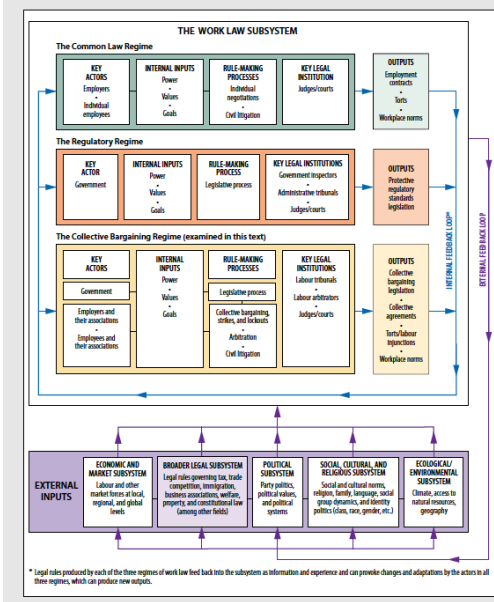 THE WORK LAW SUBSYSTEM
The Common Law Regime
KEY
ACTORS
Employers
•
Individual
employees
INTERNAL INPUTS
Power
•
Values
•
Goals
RULE-MAKING
PROCESSES
Individual
negotiations
•
Civil litigation
KEY LEGAL
INSTITUTION
Judges/courts
OUTPUTS
Employment
contracts
•
Torts
•
Workplace norms
The Regulatory Regime
KEY
ACTOR
Government
INTERNAL INPUTS
Power
•
Values
•
Goals
RULE-MAKING
PROCESS
Legislative process
KEY LEGAL INSTITUTIONS
Government inspectors
•
Administrative tribunals
•
Judges/courts
OUTPUTS
Protective
regulatory
standards
legislation
The Collective Bargaining Regime (examined in this text)
KEY
ACTORS
Government
Employers and
their associations
•
Employees and
their associations
INTERNAL
INPUTS
Power
•
Values
•
Goals
RULE-MAKING
PROCESSES
Legislative process
Collective bargaining,
strikes, and lockouts
•
Arbitration
•
Civil litigation
KEY LEGAL
INSTITUTIONS
Labour tribunals
•
Labour arbitrators
•
Judges/courts
OUTPUTS
Collective
bargaining
legislation
•
Collective
agreements
•
Torts/labour
injunctions
•
Workplace norms
INTERNAL FEEDBACK LOOP*
EXTERNAL FEEDBACK LOOP
EXTERNAL
INPUTS
ECONOMIC AND
MARKET SUBSYSTEM
Labour and other
market forces at local,
regional, and global
levels
BROADER LEGAL SUBSYSTEM
Legal rules governing tax, trade
competition, immigration,
business associations, welfare,
property, and constitutional law
(among other fields)
POLITICAL
SUBSYSTEM
Party politics,
political values,
and political
systems
SOCIAL, CULTURAL, AND
RELIGIOUS SUBSYSTEM
Social and cultural norms,
religion, family, language, social
group dynamics, and identity
politics (class, race, gender, etc.)
ECOLOGICAL/
ENVIRONMENTAL
SUBSYSTEM
Climate, access to
natural resources,
geography
* Legal rules produced by each of the three regimes of work law feed back into the subsystem as information and experience and can provoke changes and adaptations by the actors in all
three regimes, which can produce new outputs.